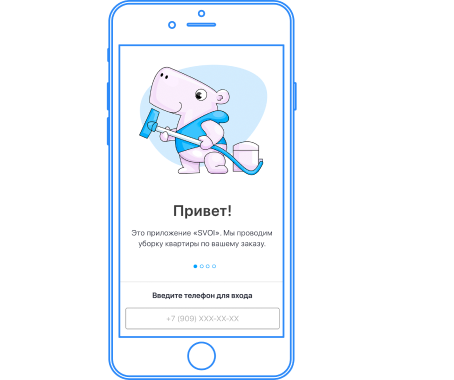 Привет!
Это приложение «SVOI». Мы проводим
уборку квартиры по вашему заказу.
Введите телефон для входа
+7 (909) XXX-XX-XX